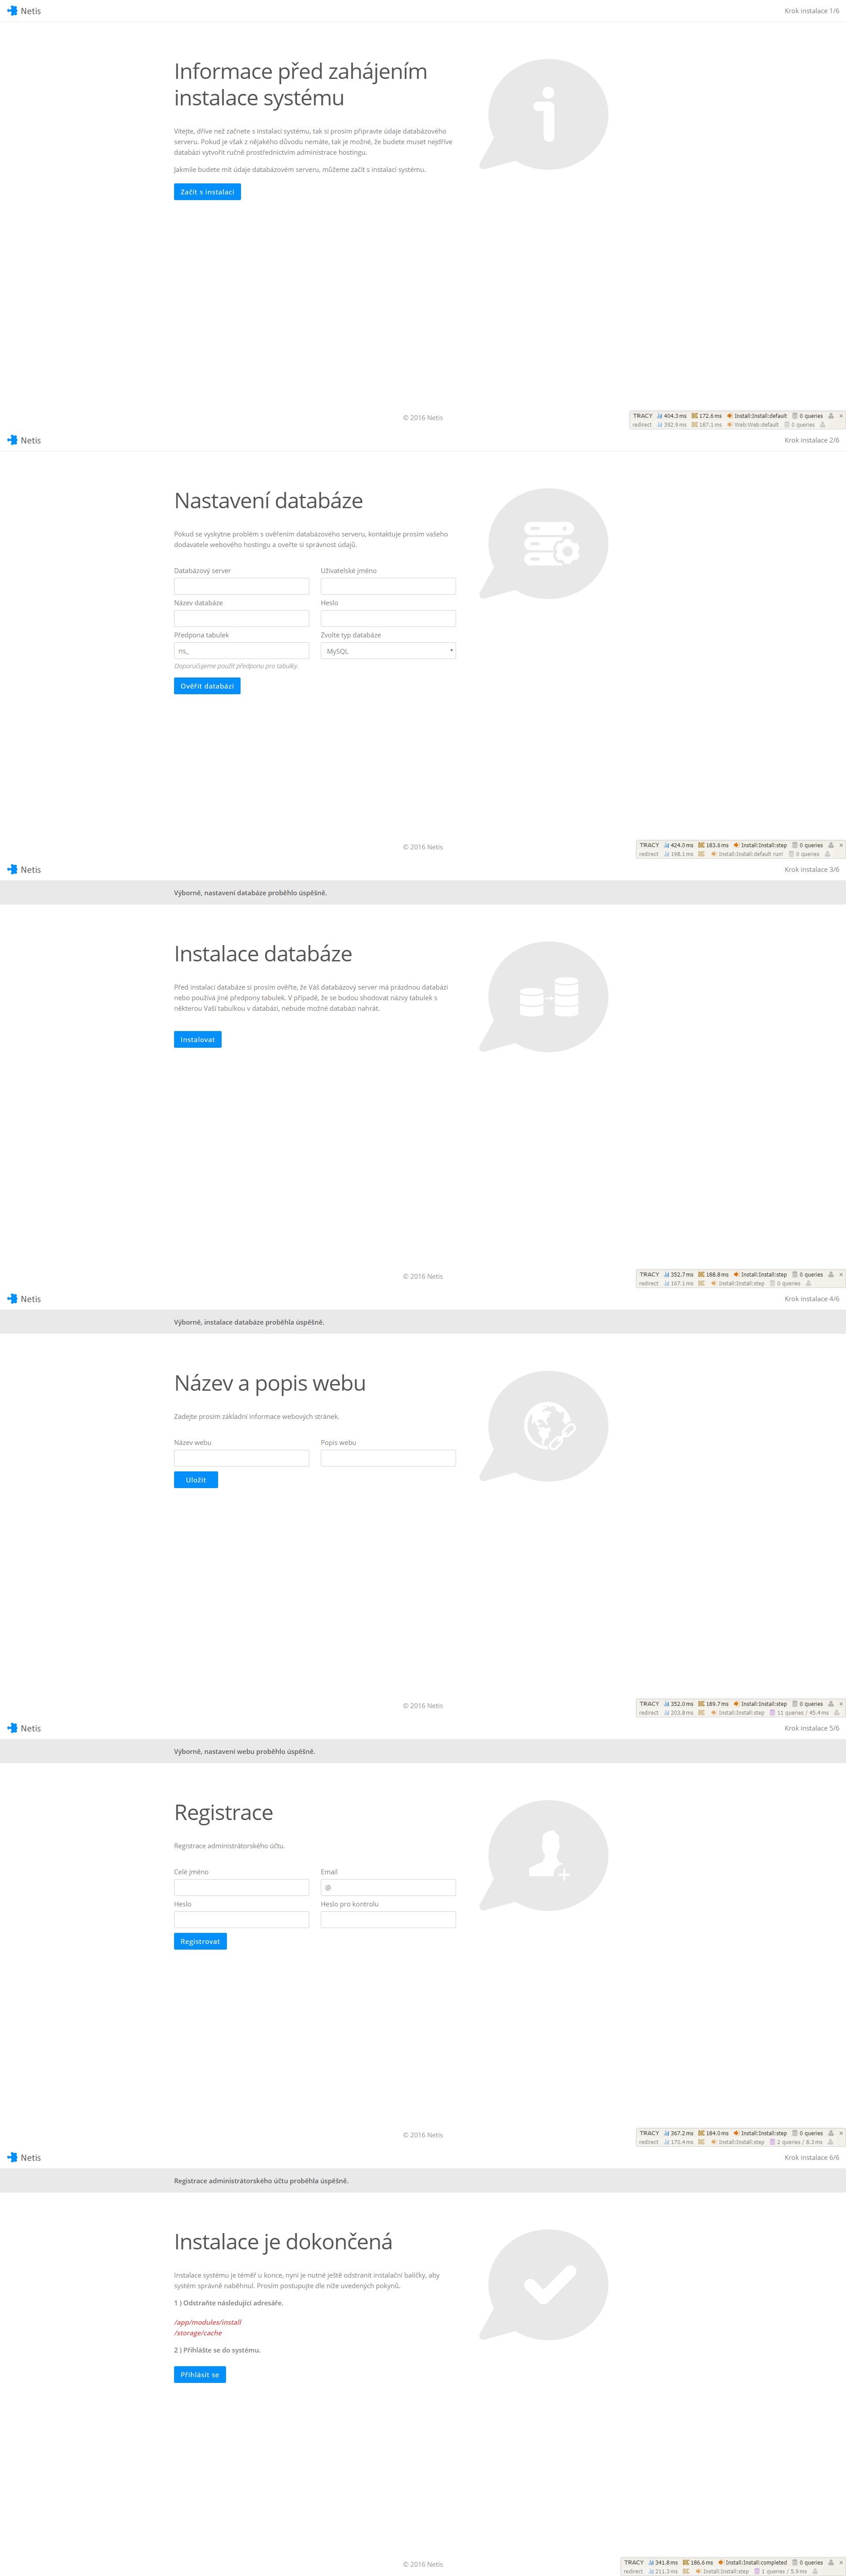 Netis
Krok instalace 1/6
Informace před zahájením
instalace systému
Vítejte, dříve než začnete s instalací systému, tak si prosím připravte údaje databázového
serveru. Pokud je však z nějakého důvodu nemáte, tak je možné, že budete muset nejdříve
databázi vytvořit ručně prostřednictvím administrace hostingu.
Jakmile budete mít údaje databázovém serveru, můžeme začít s instalací systému.
Začít s instalací
© 2016 Netis
TRACY 404.3 ms 172.6 ms Install:Install:default 0 queries ×
redirect 392.9 ms 187.1 ms Web:Web:default 0 queries
Netis
Krok instalace 2/6
Nastavení databáze
Pokud se vyskytne problém s ověřením databázového serveru, kontaktuje prosím vašeho
dodavatele webového hostingu a oveřte si správnost údajů.
Databázový server
Uživatelské jméno
Název databáze
Heslo
Předpona tabulek
Zvolte typ databáze
ns_
MySQL
Doporučujeme použít předponu pro tabulky.
Ověřit databázi
© 2016 Netis
TRACY 424.0 ms 183.6 ms Install:Install:step 0 queries ×
redirect 198.1 ms Install:Install:default run! 0 queries
Netis
Krok instalace 3/6
Výborně, nastavení databáze proběhlo úspěšně.
Instalace databáze
Před instalací databáze si prosím ověřte, že Váš databázový server má prázdnou databázi
nebo používá jiné předpony tabulek. V případě, že se budou shodovat názvy tabulek s
některou Vaší tabulkou v databázi, nebude možné databázi nahrát.
Instalovat
© 2016 Netis
TRACY 352.7 ms 188.8 ms Install:Install:step 0 queries ×
redirect 167.1 ms Install:Install:step 0 queries
Netis
Krok instalace 4/6
Výborně, instalace databáze proběhla úspěšně.
Název a popis webu
Zadejte prosím základní informace webových stránek.
Název webu
Popis webu
Uložit
© 2016 Netis
TRACY 352.0 ms 189.7 ms Install:Install:step 0 queries ×
redirect 203.8 ms Install:Install:step 11 queries / 45.4 ms
Netis
Krok instalace 5/6
Výborně, nastavení webu proběhlo úspěšně.
Registrace
Registrace administrátorského účtu.
Celé jméno
Email
@
Heslo
Heslo pro kontrolu
Registrovat
© 2016 Netis
TRACY 367.2 ms 184.0 ms Install:Install:step 0 queries ×
redirect 170.4 ms Install:Install:step 2 queries / 8.3 ms
Netis
Krok instalace 6/6
Registrace administrátorského účtu proběhla úspěšně.
Instalace je dokončená
Instalace systému je téměř u konce, nyní je nutné ještě odstranit instalační balíčky, aby
systém správně naběhnul. Prosím postupujte dle níže uvedených pokynů.
1 ) Odstraňte následující adresáře.
/app/modules/install
/storage/cache
2 ) Přihlášte se do systému.
Přihlásit se
© 2016 Netis
TRACY 341.8 ms 186.6 ms Install:Install:completed 0 queries ×
redirect 211.3 ms Install:Install:step 1 queries / 5.9 ms